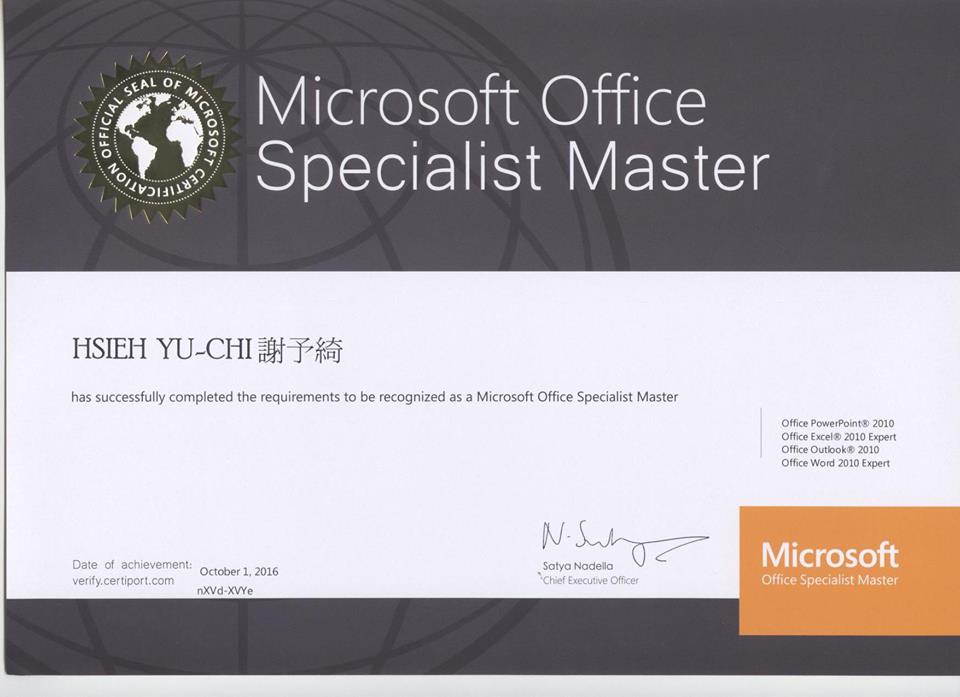 OFFICIAL SEAL OF MICROSOFT CERTIFICATION
Microsoft Office
Specialist Master
HSIEH YU-CHI 謝予綺
has successfully completed the requirements to be recognized as a Microsoft Office Specialist Master
Office PowerPoint® 2010
Office Excel® 2010 Expert
Office Outlook® 2010
Office Word 2010 Expert
Satya Nadella
Chief Executive Officer
Date of achievement: October 1, 2016
verify.certiport.com nXVd-XVYe
Microsoft
Office Specialist Master